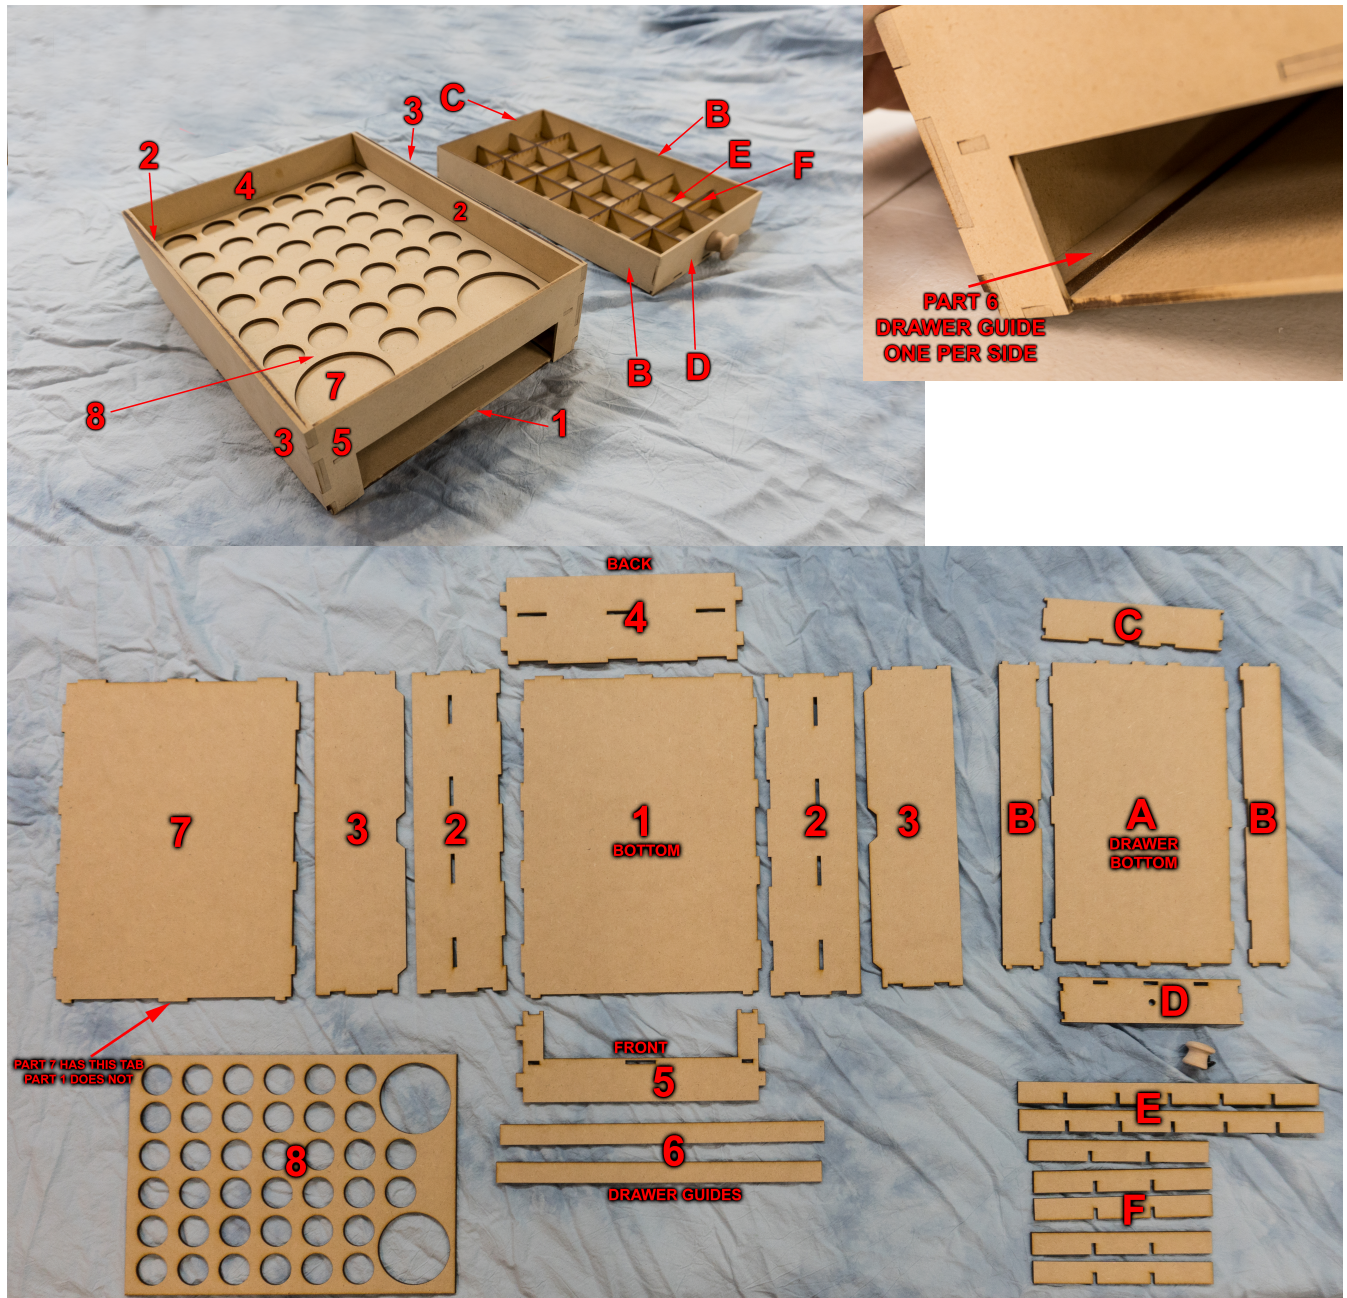 C
3
B
2
E
F
4
2
B
D
7
8
3
5
1
PART 6
DRAWER GUIDE
ONE PER SIDE
BACK
4
C
7
3
2
1
BOTTOM
2
3
B
A
DRAWER
BOTTOM
B
D
PART 7 HAS THIS TAB
PART 1 DOES NOT
FRONT
5
8
6
DRAWER GUIDES
E
F